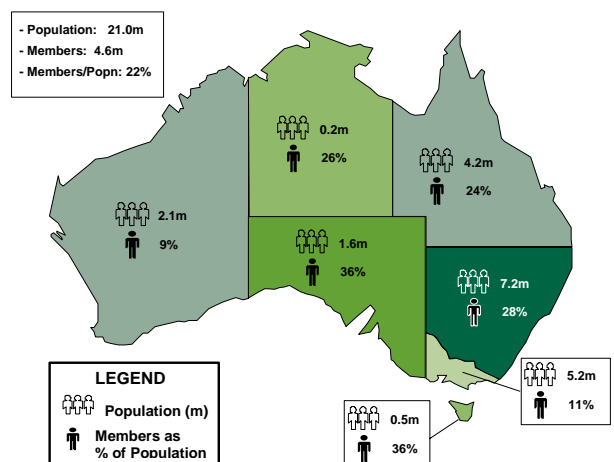 - Population: 21.0m
- Members: 4.6m
- Members/Popn: 22%
0.2m
26%
4.2m
24%
2.1m
9%
1.6m
36%
7.2m
28%
5.2m
11%
0.5m
36%
LEGEND
Population (m)
Members as
% of Population